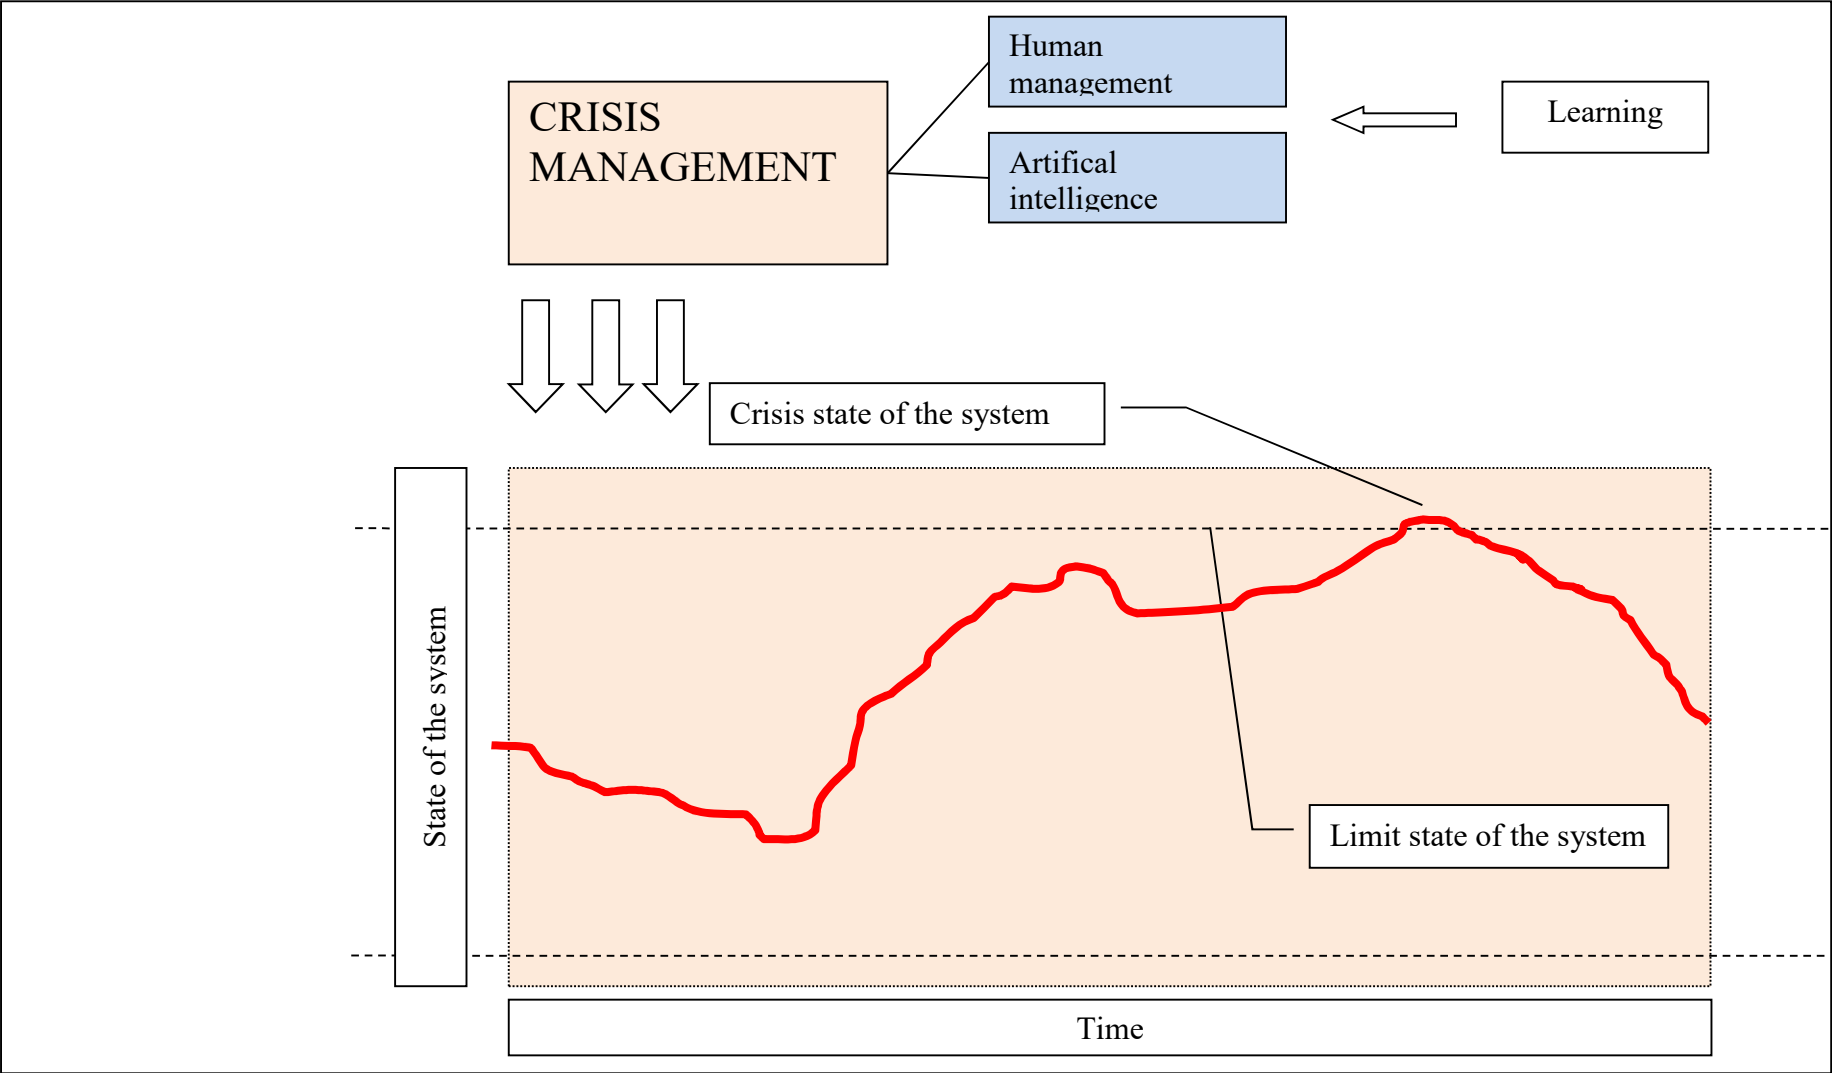 Human
management
CRISIS
MANAGEMENT
Learning
Artifical
intelligence
Crisis state of the system
State of the system
Limit state of the system
Time